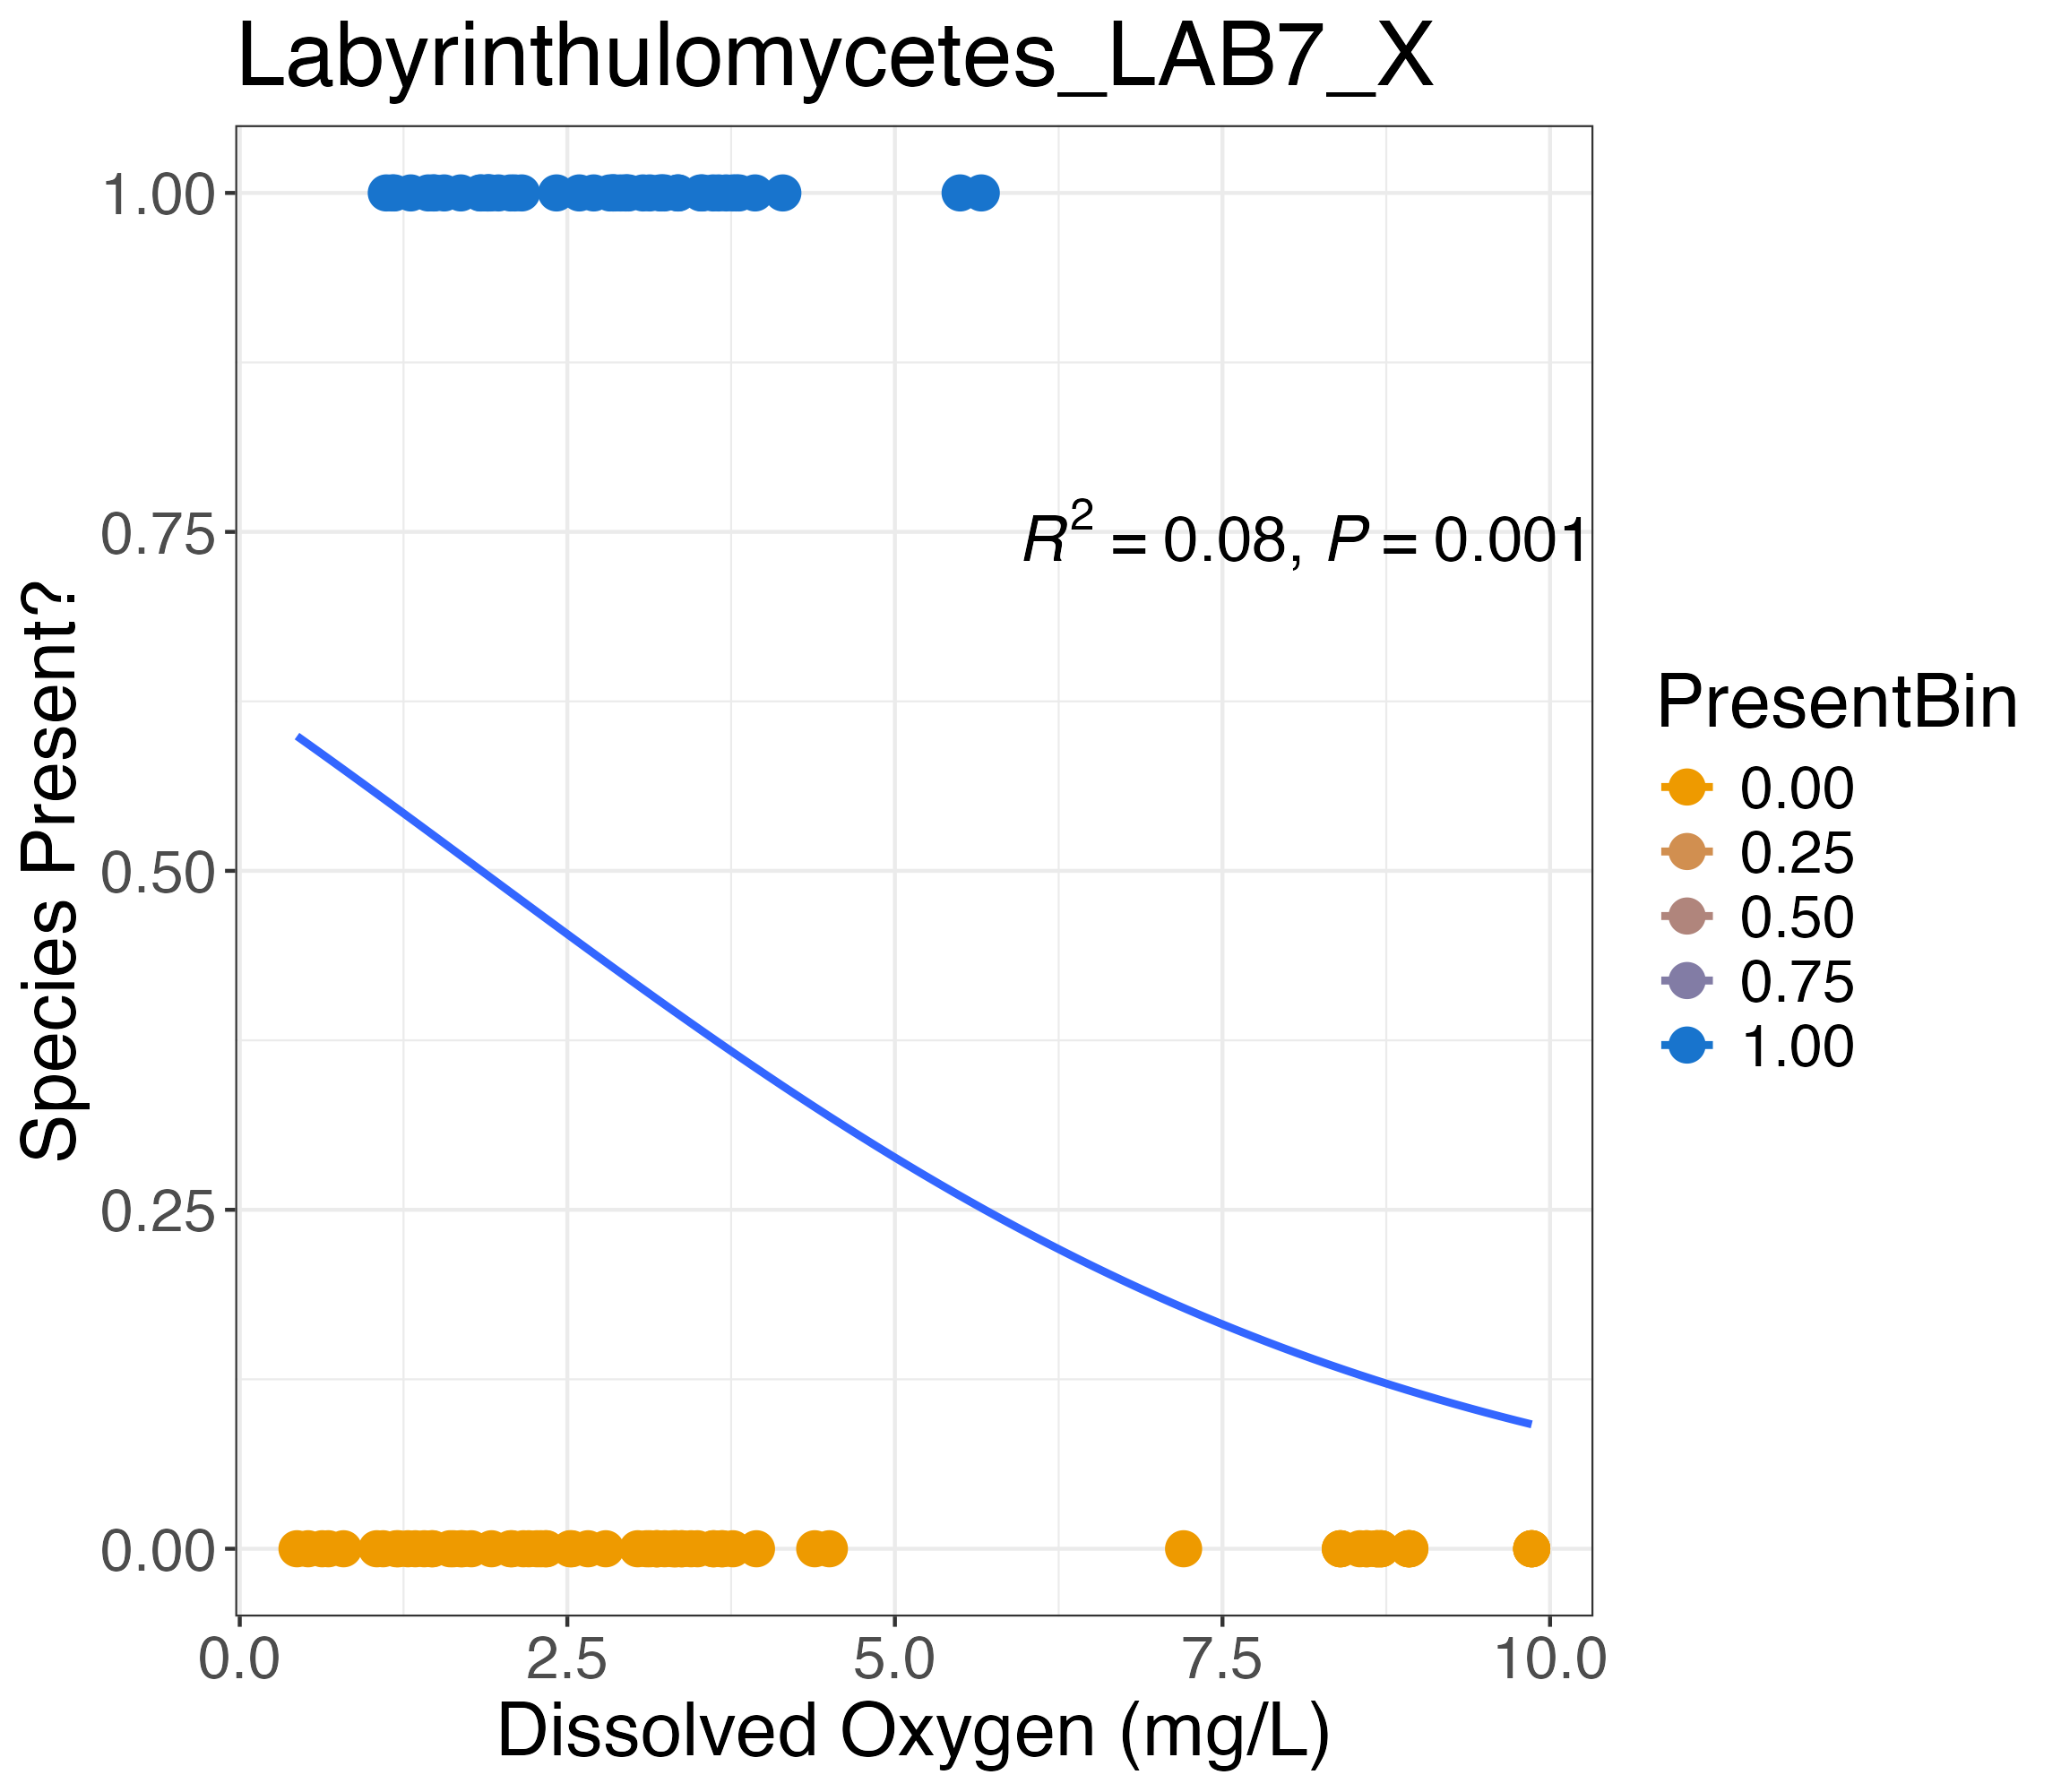 Labyrinthulomycetes_LAB7_X
Species Present?
1.00
0.75
0.50
0.25
0.00
R² = 0.08, P = 0.001
0.0 2.5 5.0 7.5 10.0
Dissolved Oxygen (mg/L)
PresentBin
0.00
0.25
0.50
0.75
1.00